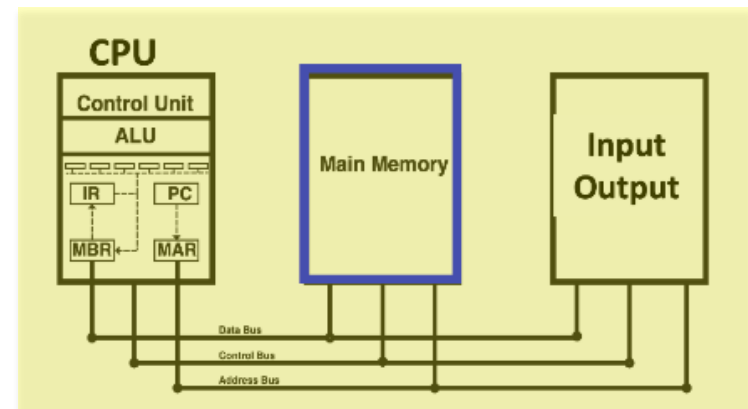 CPU
Control Unit
ALU
IR
PC
MBR
MAR
Main Memory
Input
Output
Data Bus
Control Bus
Address Bus